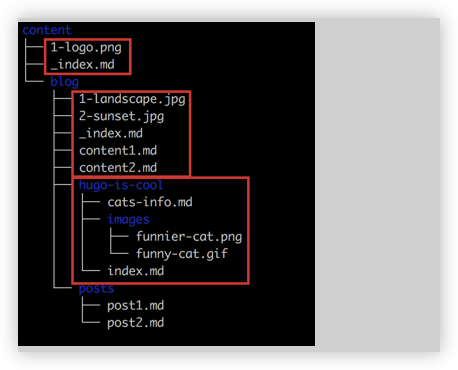 content
1-logo.png
_index.md
blog
1-landscape.jpg
2-sunset.jpg
_index.md
content1.md
content2.md
hugo-is-cool
cats-info.md
images
funnier-cat.png
funny-cat.gif
index.md
posts
post1.md
post2.md